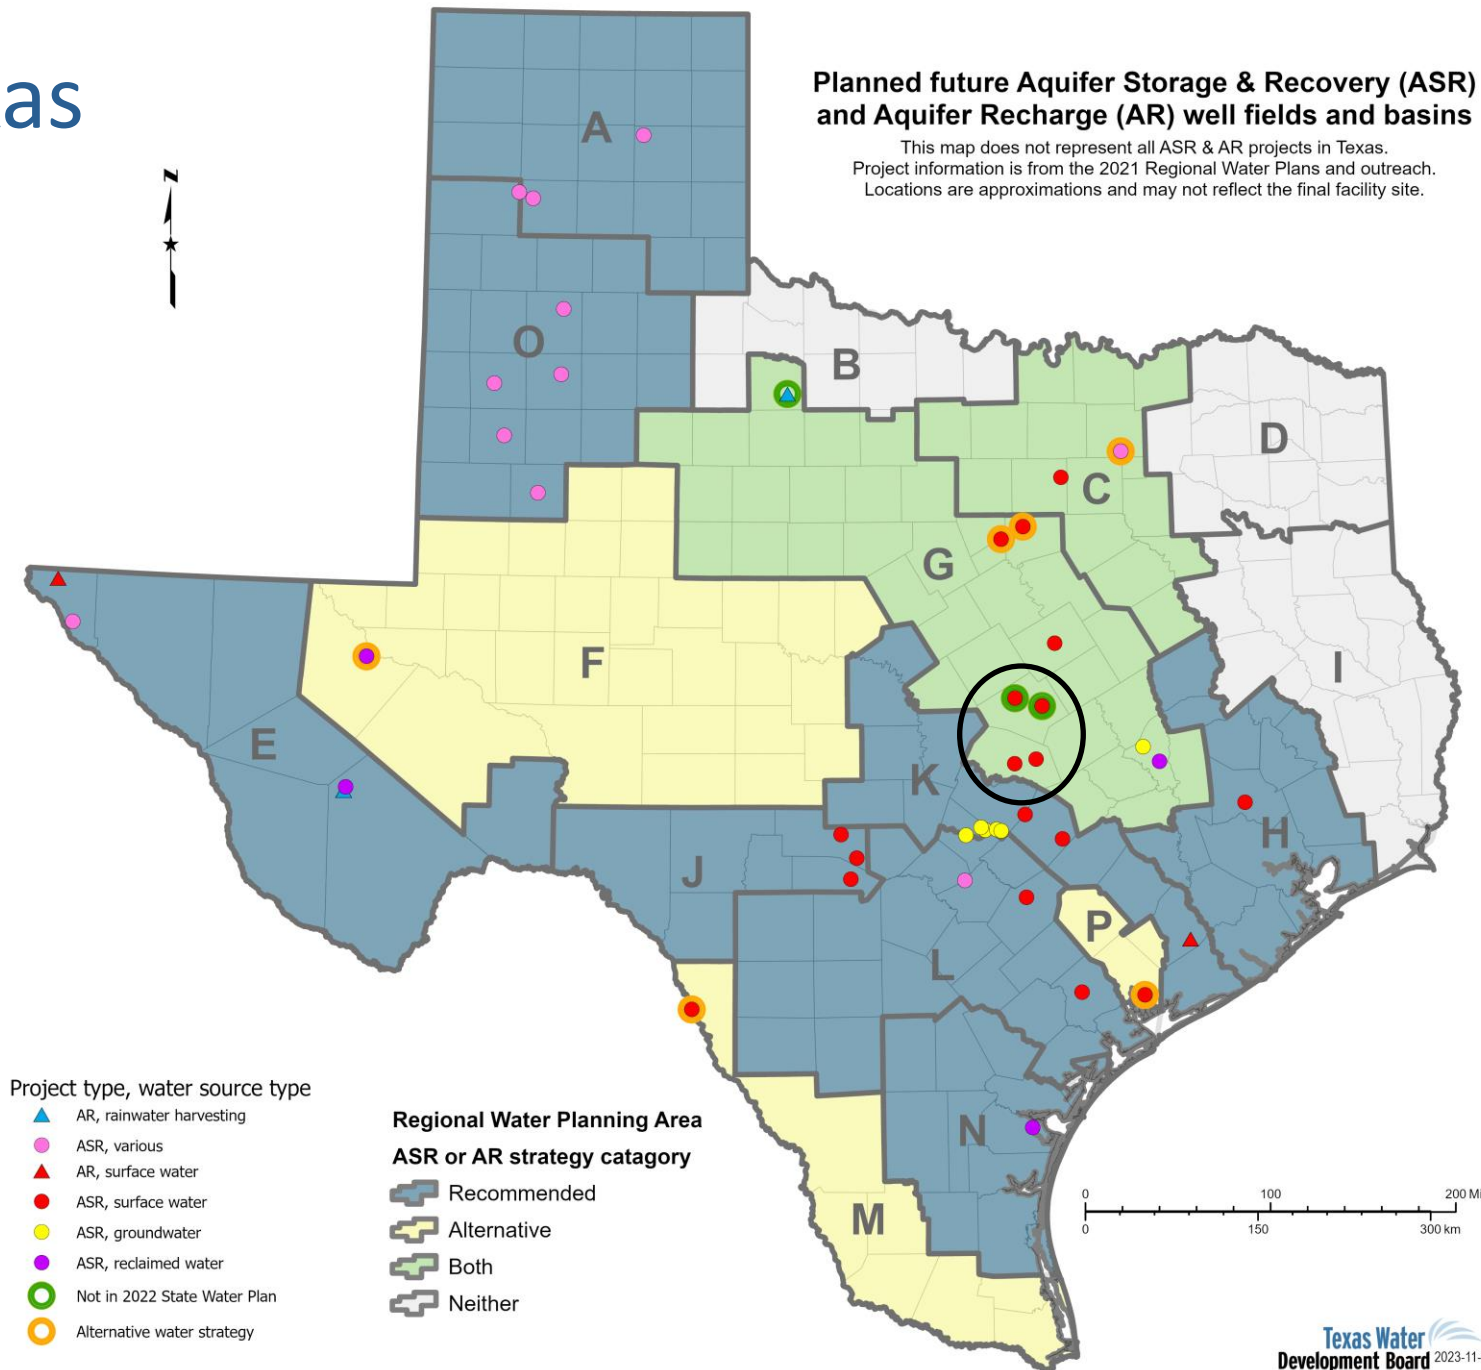 as
Planned future Aquifer Storage & Recovery (ASR)
and Aquifer Recharge (AR) well fields and basins
This map does not represent all ASR & AR projects in Texas.
Project information is from the 2021 Regional Water Plans and outreach.
Locations are approximations and may not reflect the final facility site.
N
A
O
B
D
C
G
F
I
E
K
H
J
P
L
N
M
Project type, water source type
AR, rainwater harvesting
ASR, various
AR, surface water
ASR, surface water
ASR, groundwater
ASR, reclaimed water
Not in 2022 State Water Plan
Alternative water strategy
Regional Water Planning Area
ASR or AR strategy catagory
Recommended
Alternative
Both
Neither
0 100 200 Mi
0 150 300 km
Texas Water
Development Board 2023-11-